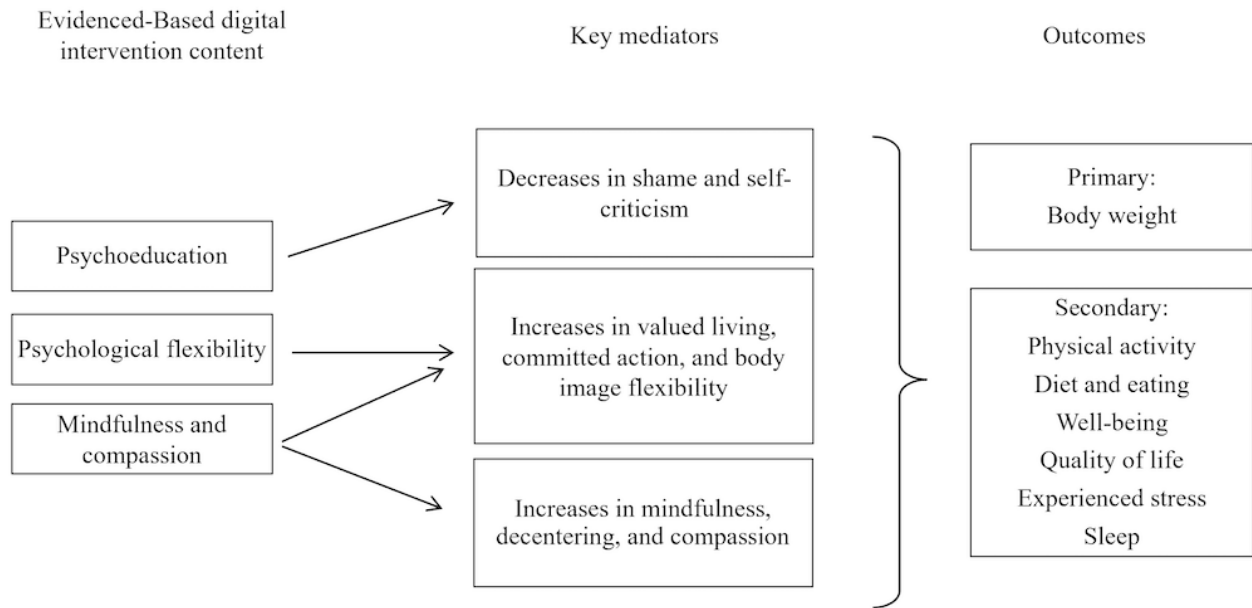 Evidenced-Based digital
intervention content
Key mediators
Outcomes
Psychoeducation
Psychological flexibility
Mindfulness and
compassion
Decreases in shame and self-
criticism
Increases in valued living,
committed action, and body
image flexibility
Increases in mindfulness,
decentering, and compassion
Primary:
Body weight
Secondary:
Physical activity
Diet and eating
Well-being
Quality of life
Experienced stress
Sleep